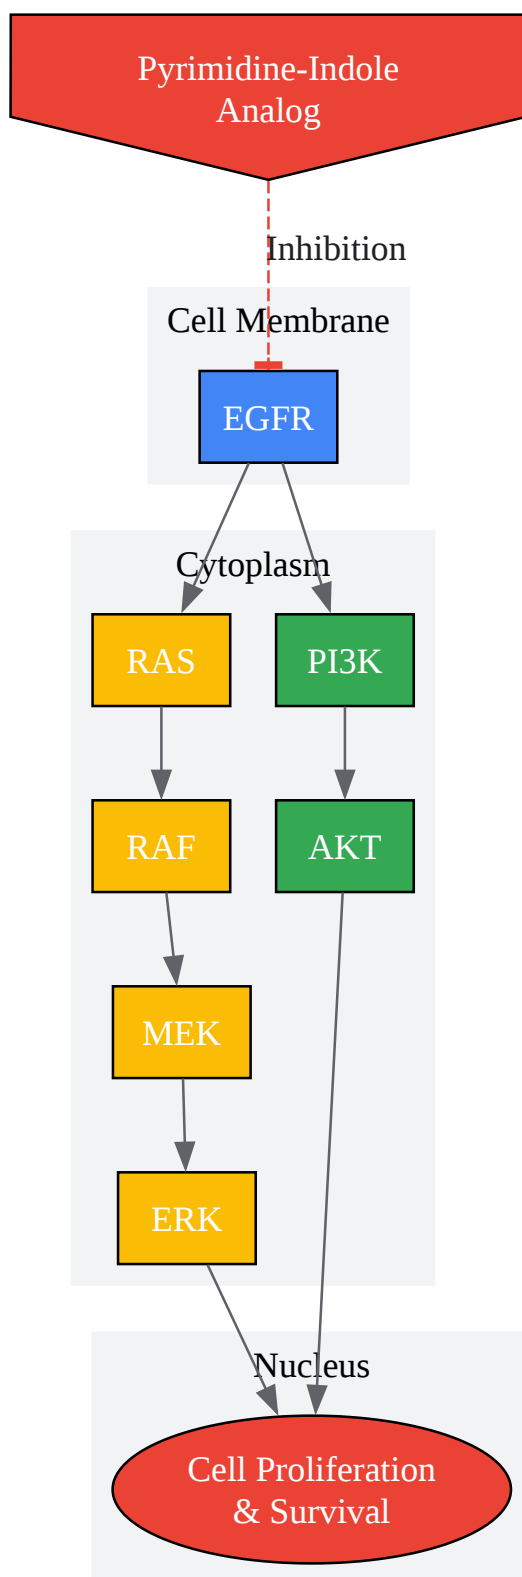 Pyrimidine-Indole
Analog
Inhibition
Cell Membrane
EGFR
Cytoplasm
RAS
PI3K
RAF
AKT
MEK
ERK
Nucleus
Cell Proliferation
& Survival